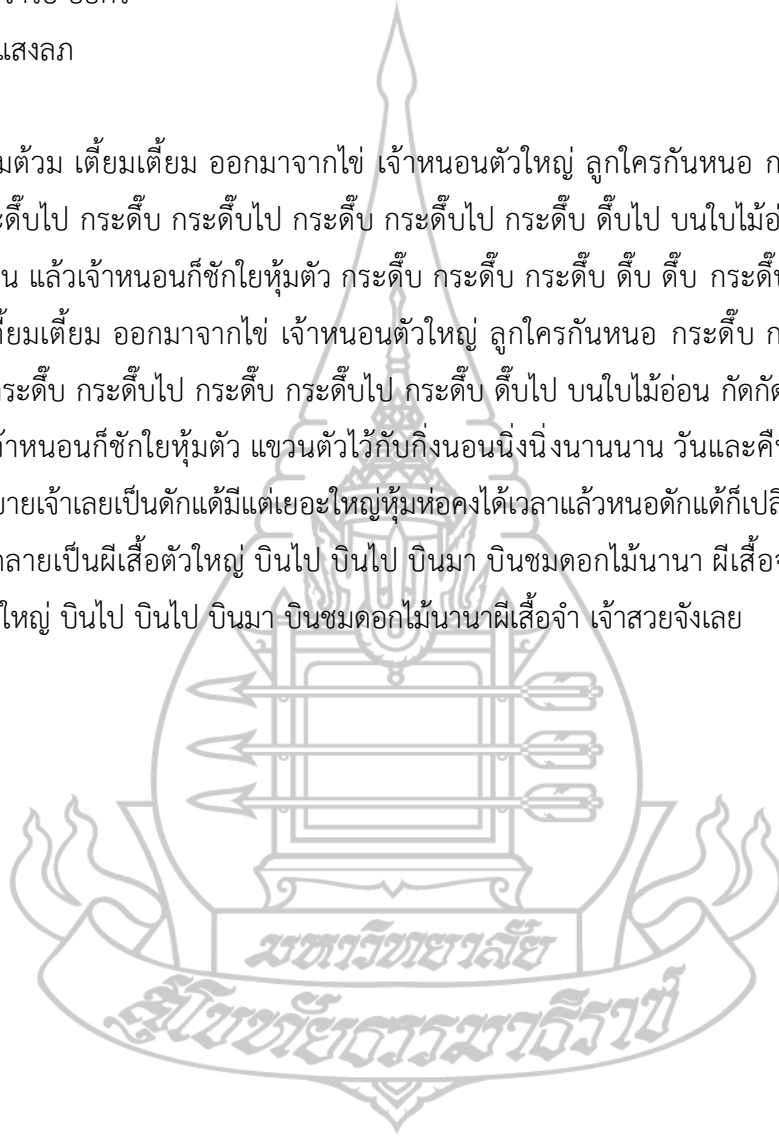 แสงลภ
มต้วม เตี้ยมเตี้ยม ออกมาจากไข่ เจ้าหนอนตัวใหญ่ ลูกใครกันหนอ ก
ะดึ๊บไป กระดึ๊บ กระดึ๊บไป กระดึ๊บ กระดึ๊บไป กระดึ๊บ ดึ๊บไป บนใบไม้อ่
น แล้วเจ้าหนอนก็ชักใยหุ้มตัว กระดึ๊บ กระดึ๊บ กระดึ๊บ ดึ๊บ ดึ๊บ กระดึ๊บ
ตี้ยมเตี้ยม ออกมาจากไข่ เจ้าหนอนตัวใหญ่ ลูกใครกันหนอ กระดึ๊บ ก
กระดึ๊บ กระดึ๊บไป กระดึ๊บ กระดึ๊บไป กระดึ๊บ ดึ๊บไป บนใบไม้อ่อน กัดกัด
จ้าหนอนก็ชักใยหุ้มตัว แขวนตัวไว้กับกิ่งนอนนิ่งนิ่งนานนาน วันและคืน
บายเจ้าเลยเป็นดักแด้มีแต่เยอะใหญ่หุ้มห่อคงได้เวลาแล้วหนอดักแด้ก็เปลี่
กลายเป็นผีเสื้อตัวใหญ่ บินไป บินไป บินมา บินชมดอกไม้นานา ผีเสื้อจ
ใหญ่ บินไป บินไป บินมา บินชมดอกไม้นานาผีเสื้อจ๋า เจ้าสวยจังเลย
มหาวิทยาลัย
สุโขทัยธรรมาธิราช